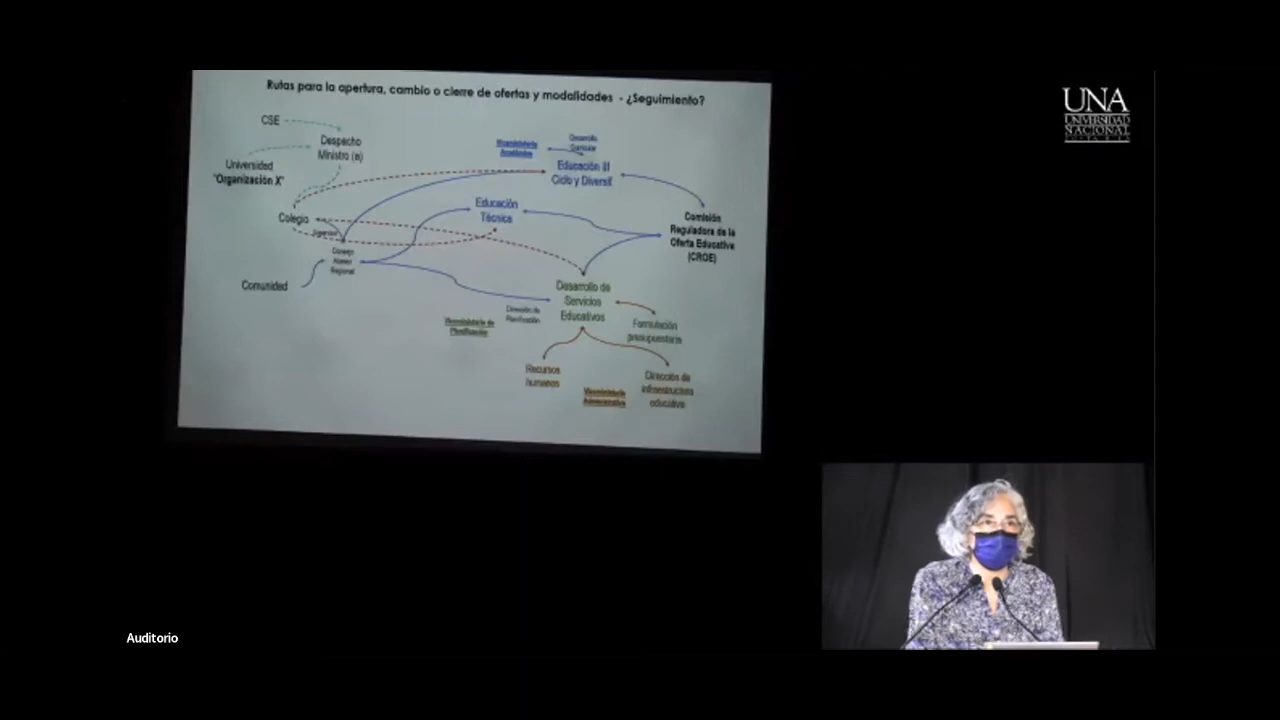 Rutas para la apertura, cambio o cierre de ofertas y modalidades - ¿Seguimiento?
CSE
Despacho
Ministro (a)
Universidad
"Organización X"
Colegio
Supervisor
Consejo
Asesor
Regional
Comunidad
Viceministerio
Académico
Desarrollo
Curricular
Educación III
Ciclo y Diversif.
Educación
Técnica
Comisión
Reguladora de la
Oferta Educativa
(CROE)
Desarrollo de
Servicios
Educativos
Dirección de
Planificación
Viceministerio de
Planificación
Formulación
presupuestaria
Recursos
humanos
Viceministerio
Administrativo
Dirección de
infraestructura
educativa
UNA
UNIVERSIDAD
NACIONAL
COSTA RICA
Auditorio